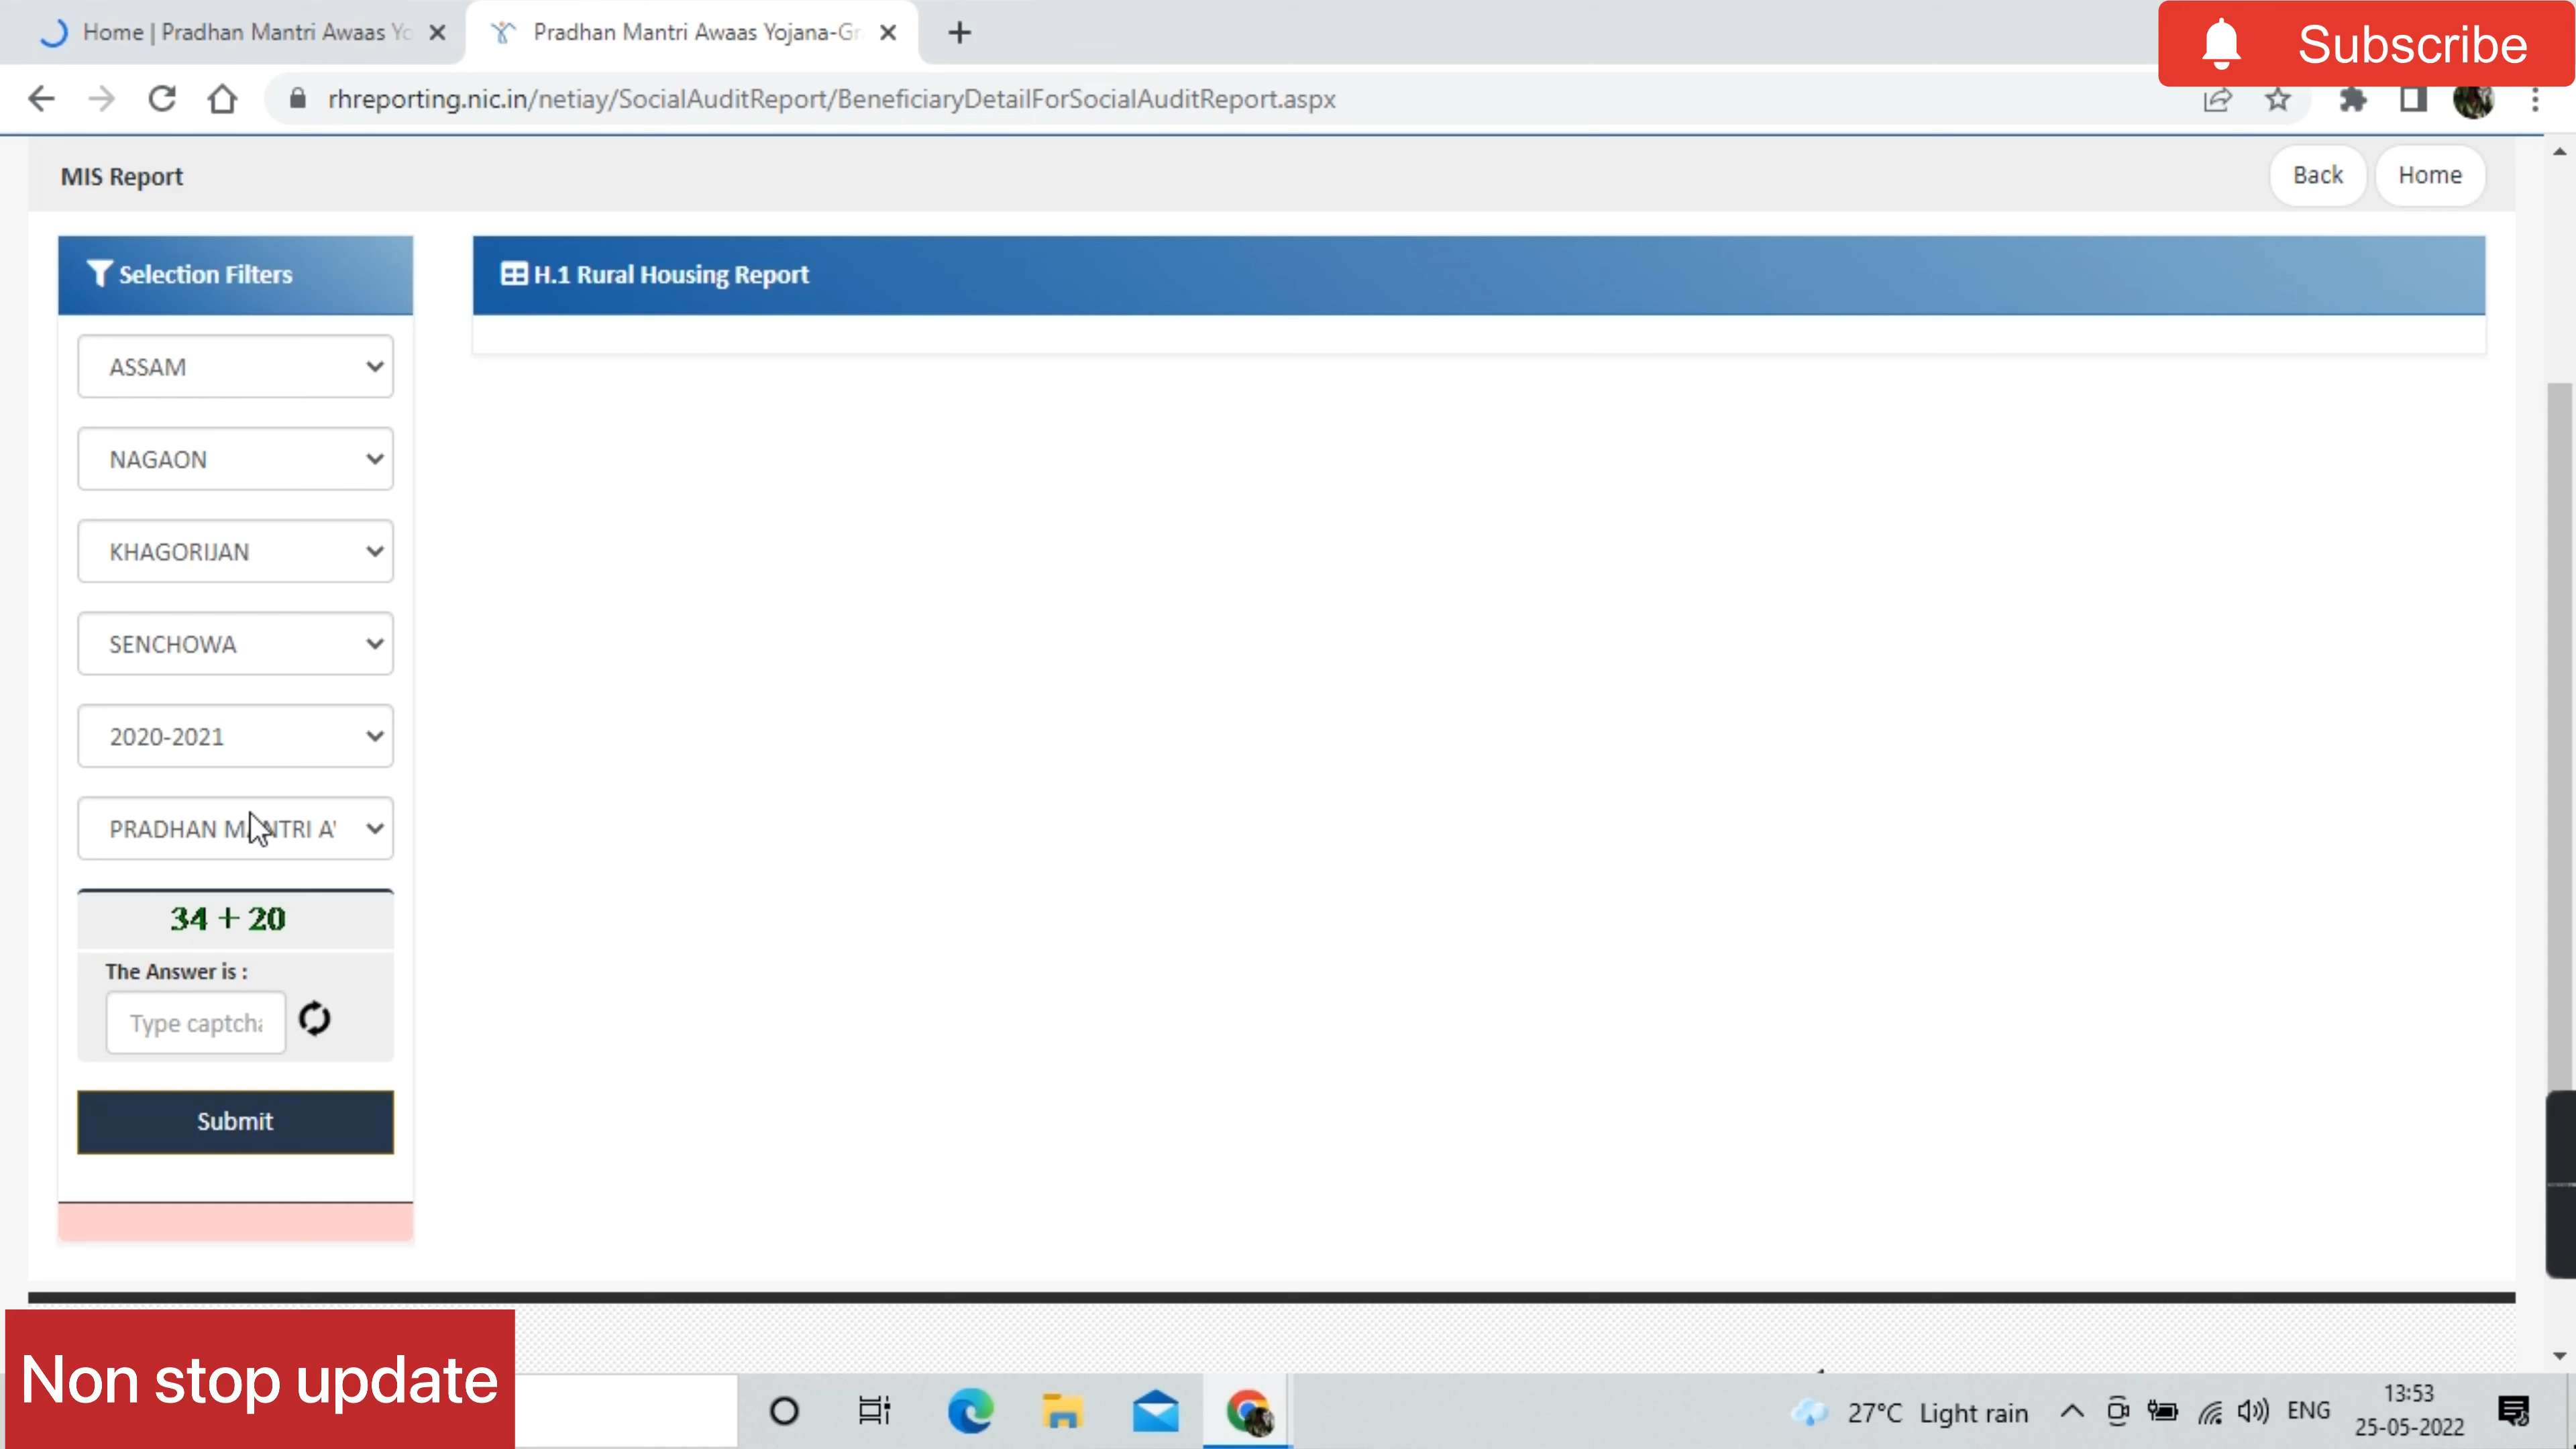 Home | Pradhan Mantri Awaas Yo
Pradhan Mantri Awaas Yojana-Gr
Subscribe
rhreporting.nic.in/netiay/SocialAuditReport/BeneficiaryDetailForSocialAuditReport.aspx
MIS Report
Back
Home
Selection Filters
H.1 Rural Housing Report
ASSAM
NAGAON
KHAGORIJAN
SENCHOWA
2020-2021
PRADHAN MANTRI A'
34 + 20
The Answer is :
Type captcha
Submit
Non stop update
27°C Light rain
ENG
13:53
25-05-2022